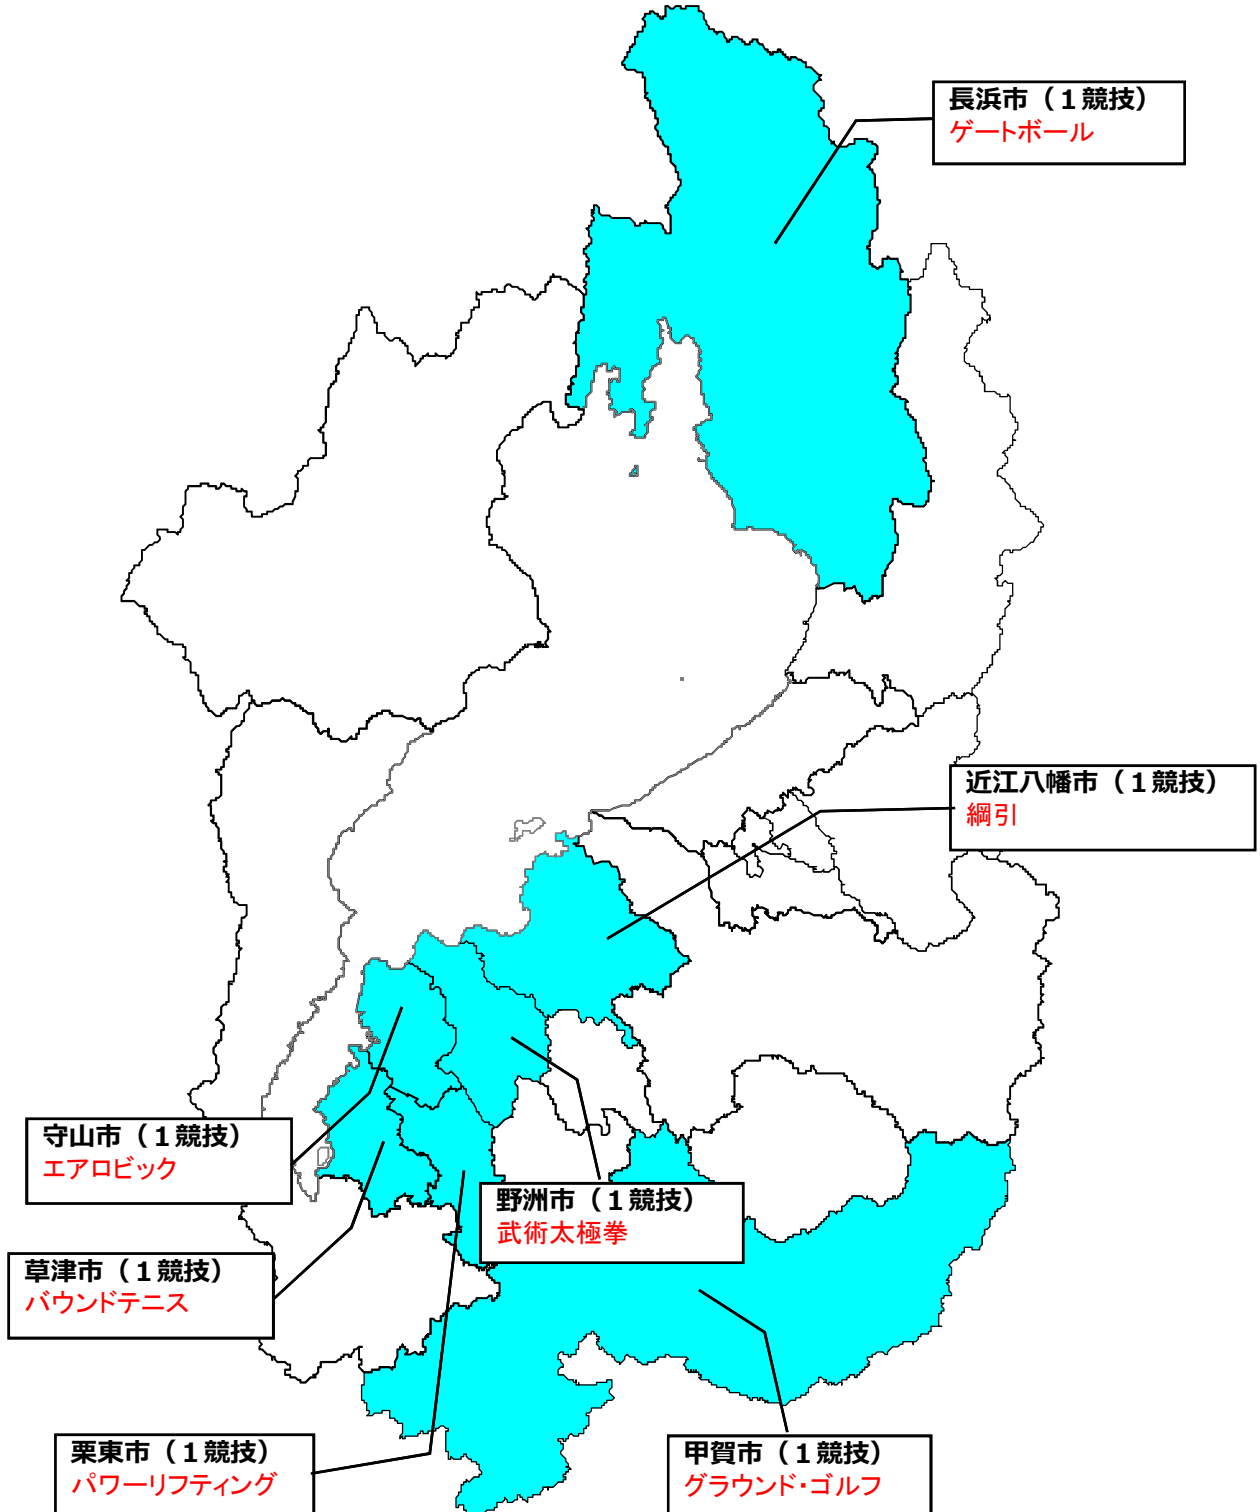 長浜市（１競技）
ゲートボール
近江八幡市（１競技）
綱引
守山市（１競技）
エアロビック
野洲市（１競技）
武術太極拳
草津市（１競技）
バウンドテニス
栗東市（１競技）
パワーリフティング
甲賀市（１競技）
グラウンド・ゴルフ